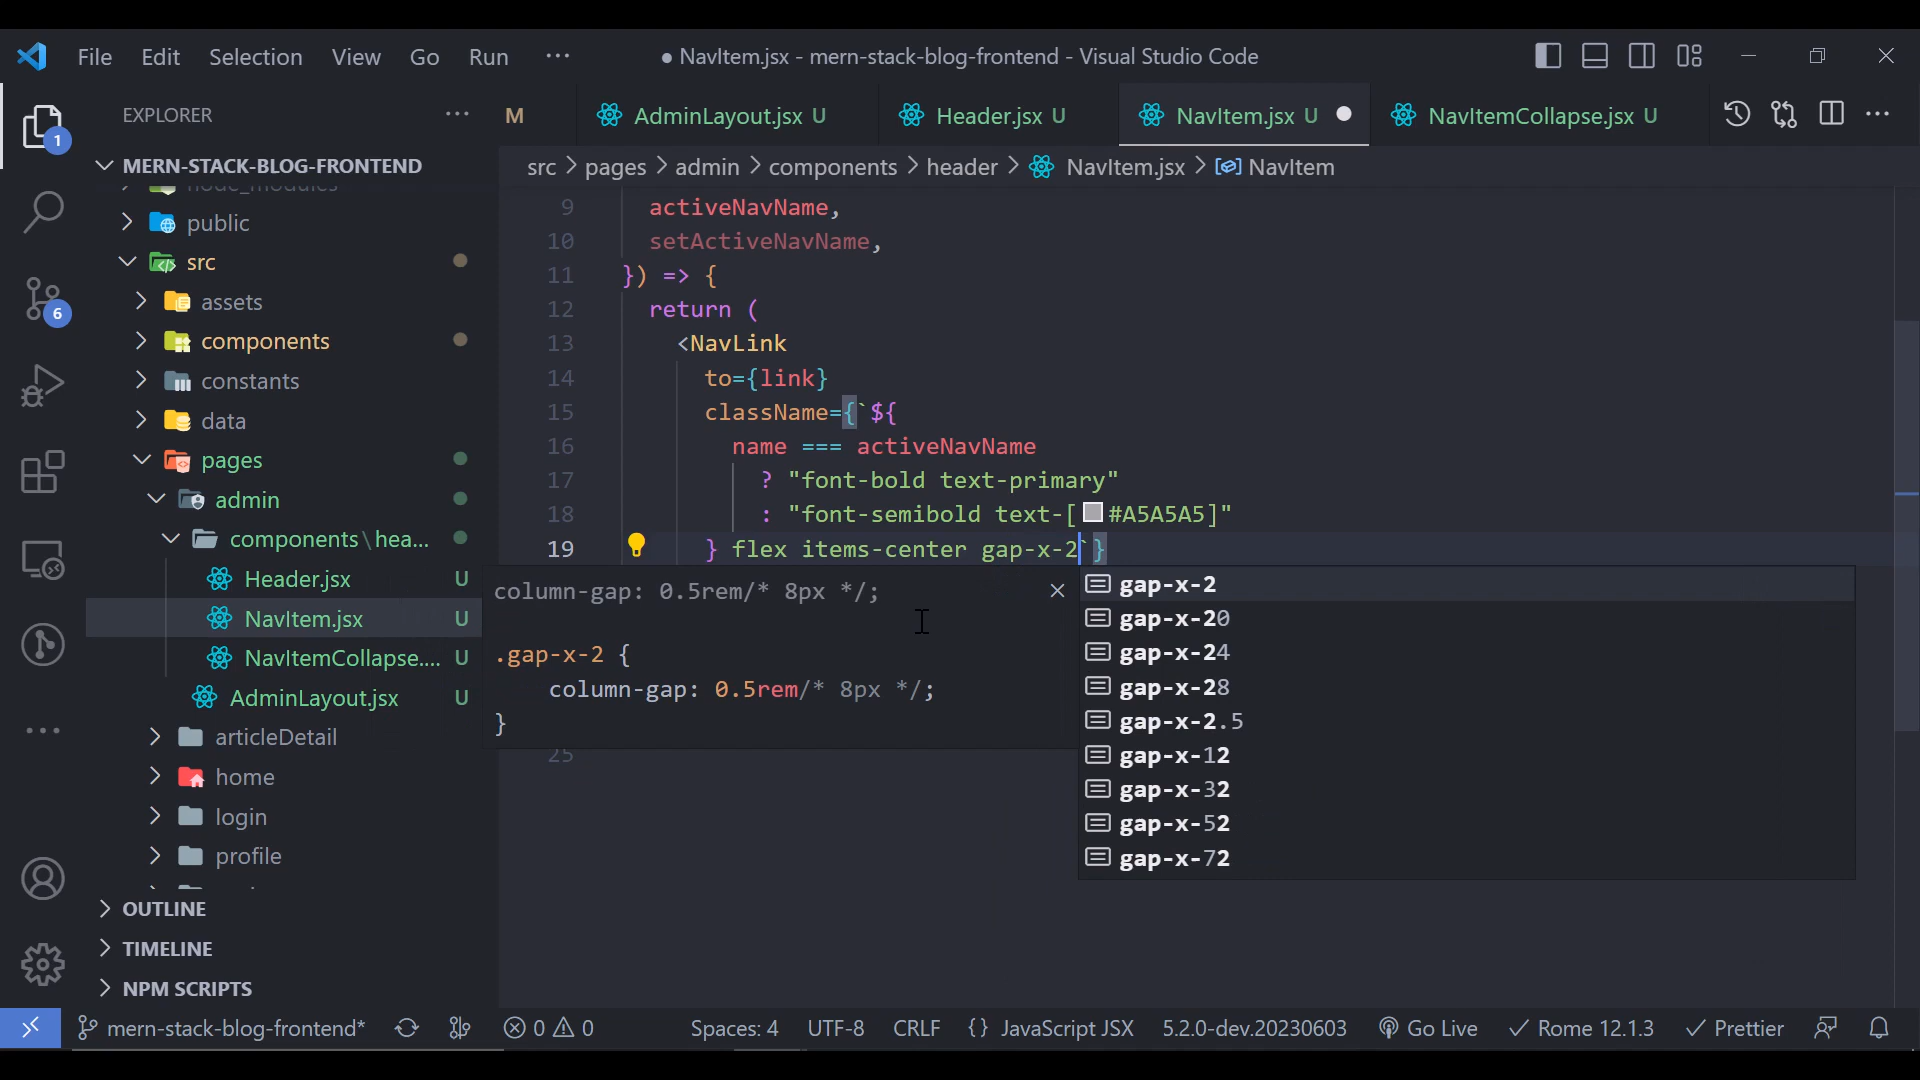 File Edit Selection View Go Run ···
● NavItem.jsx - mern-stack-blog-frontend - Visual Studio Code
EXPLORER ···
M
AdminLayout.jsx U
Header.jsx U
NavItem.jsx U ●
NavItemCollapse.jsx U
1
6
MERN-STACK-BLOG-FRONTEND
node_modules
public
src
assets
components
constants
data
pages
admin
components\hea...
Header.jsx U
NavItem.jsx U
NavItemCollapse.... U
AdminLayout.jsx U
articleDetail
home
login
profile
OUTLINE
TIMELINE
NPM SCRIPTS
src > pages > admin > components > header > NavItem.jsx > NavItem
9 activeNavName,
10 setActiveNavName,
11 }) => {
12 return (
13 <NavLink
14 to={link}
15 className={`${
16 name === activeNavName
17 ? "font-bold text-primary"
18 : "font-semibold text-[#A5A5A5]"
19 } flex items-center gap-x-2`}
column-gap: 0.5rem/* 8px */;
.gap-x-2 {
column-gap: 0.5rem/* 8px */;
}
25
gap-x-2
gap-x-20
gap-x-24
gap-x-28
gap-x-2.5
gap-x-12
gap-x-32
gap-x-52
gap-x-72
mern-stack-blog-frontend* 0 0 Spaces: 4 UTF-8 CRLF {} JavaScript JSX 5.2.0-dev.20230603 Go Live Rome 12.1.3 Prettier